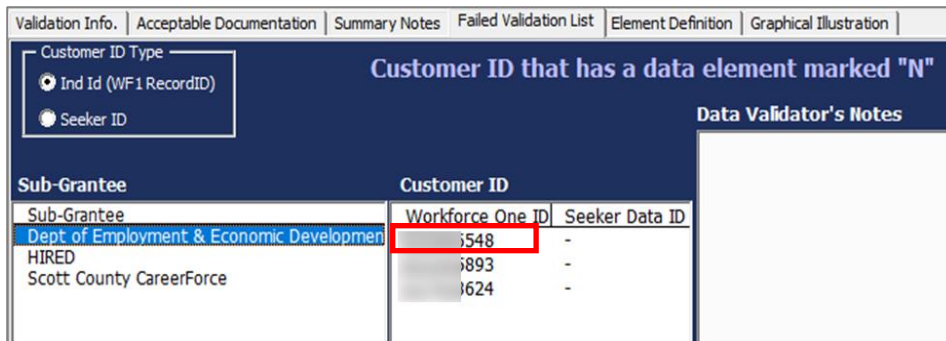 Validation Info. Acceptable Documentation Summary Notes Failed Validation List Element Definition Graphical Illustration
Customer ID Type
Ind Id (WF1RecordID)
Seeker ID
Customer ID that has a data element marked "N"
Data Validator's Notes
Sub-Grantee
Sub-Grantee
Dept of Employment & Economic Developmen
HIRED
Scott County CareerForce
Customer ID
Workforce One ID Seeker Data ID
5548 -
5893 -
3624 -